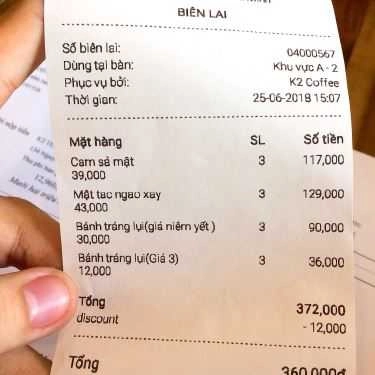 BIÊN LAI
Số biên lai: 04000567
Dùng tại bàn: Khu vực A - 2
Phục vụ bởi: K2 Coffee
Thời gian: 25-06-2018 15:07
Mặt hàng SL Số tiền
Cam sả mật 3 117,000
39,000
Mật tac ngao xay 3 129,000
43,000
Bánh tráng lụi(giá niêm yết ) 3 90,000
30,000
Bánh tráng lụi(Giá 3) 3 36,000
12,000
Tổng 372,000
discount - 12,000
Tổng 360,000đ